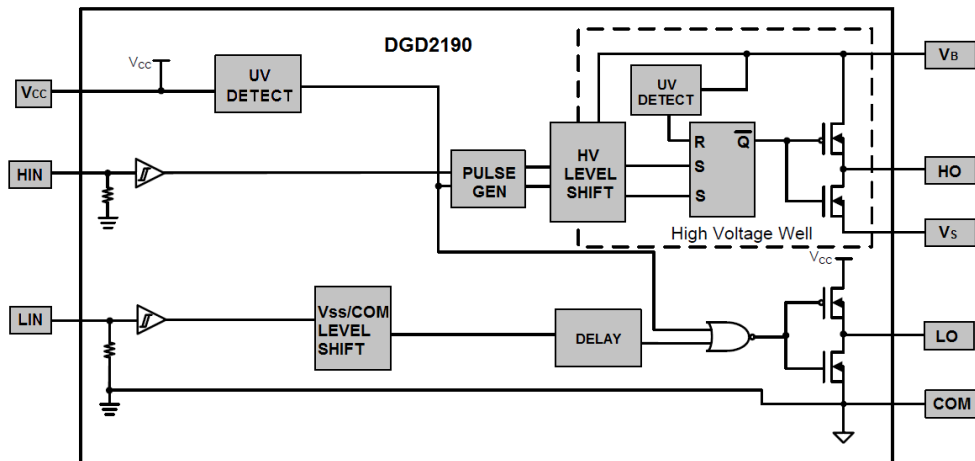 DGD2190
VCC
VCC
UV
DETECT
VB
UV
DETECT
HIN
PULSE
GEN
HV
LEVEL
SHIFT
R
S
S
Q
HO
VS
High Voltage Well
VCC
LIN
Vss/COM
LEVEL
SHIFT
DELAY
LO
COM